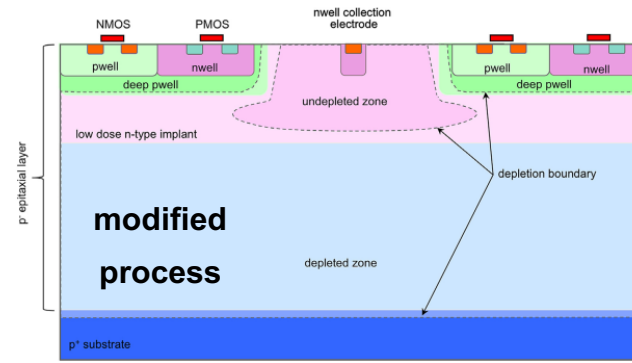 NMOS
PMOS
nwell collection
electrode
pwell
nwell
deep pwell
undepleted zone
pwell
nwell
deep pwell
low dose n-type implant
depletion boundary
p⁻ epitaxial layer
modified
process
depleted zone
p⁺ substrate